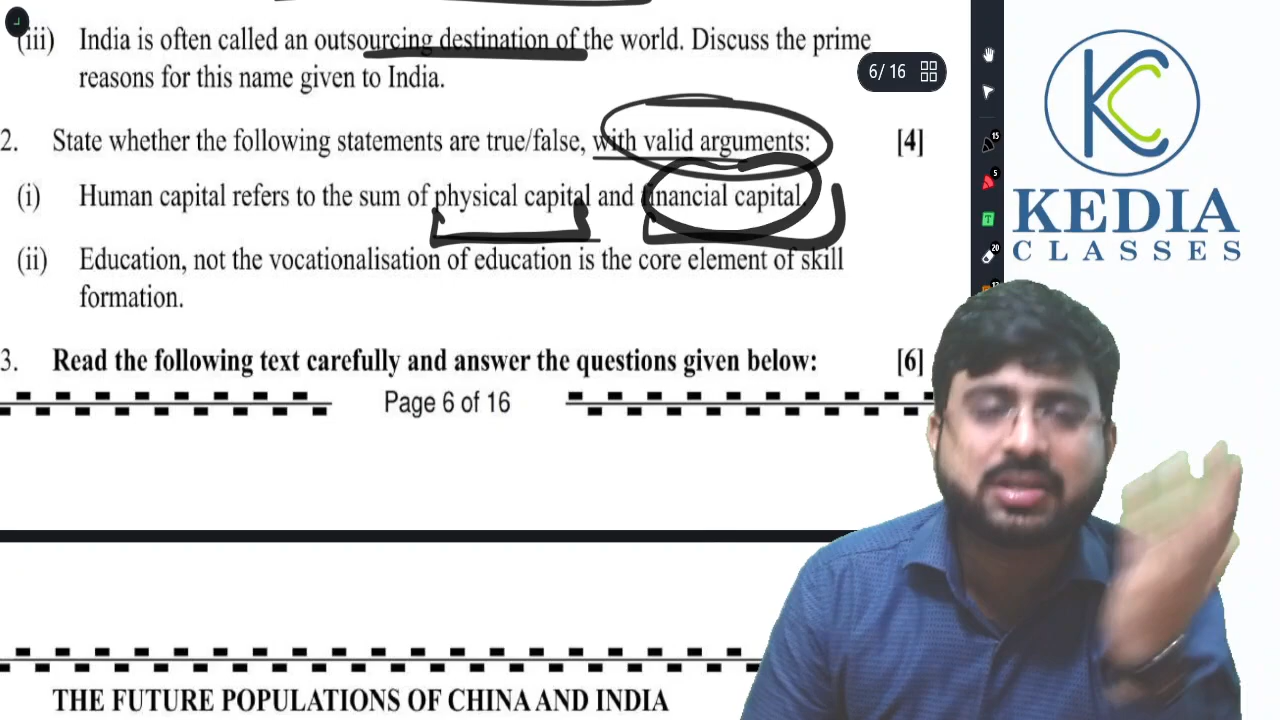 (iii) India is often called an outsourcing destination of the world. Discuss the prime
reasons for this name given to India.
6/ 16
2. State whether the following statements are true/false, with valid arguments: [4]
(i) Human capital refers to the sum of physical capital and financial capital.
(ii) Education, not the vocationalisation of education is the core element of skill
formation.
3. Read the following text carefully and answer the questions given below: [6]
Page 6 of 16
THE FUTURE POPULATIONS OF CHINA AND INDIA
15
5
T
20
KC
KEDIA
CLASSES